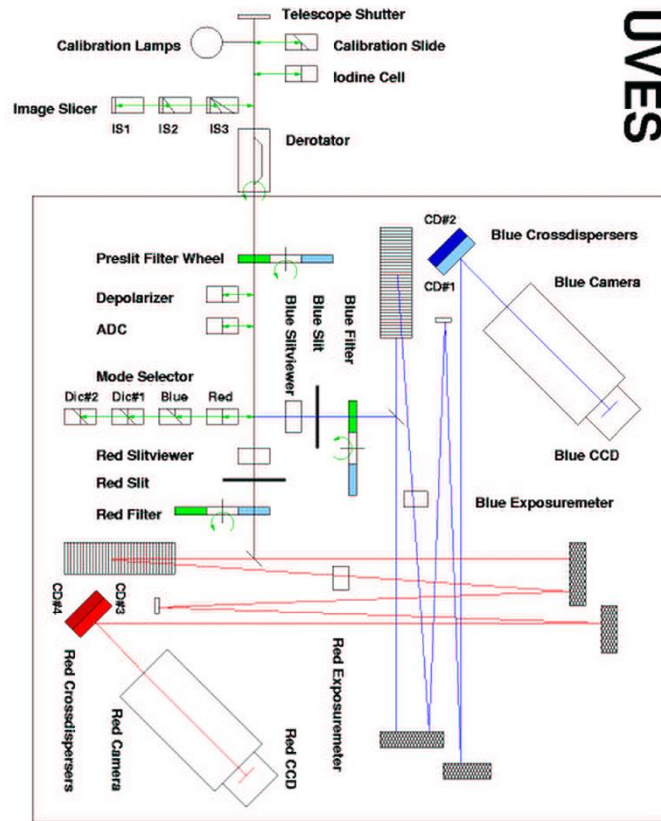 UVES
Telescope Shutter
Calibration Lamps
Calibration Slide
Iodine Cell
Image Slicer
IS1
IS2
IS3
Derotator
Preslit Filter Wheel
Depolarizer
ADC
Mode Selector
Dic#2
Dic#1
Blue
Red
Blue Slitviewer
Blue Slit
Blue Filter
CD#2
CD#1
Blue Crossdispersers
Blue Camera
Blue CCD
Blue Exposuremeter
Red Slitviewer
Red Slit
Red Filter
CD#4
CD#3
Red Crossdispersers
Red Camera
Red CCD
Red Exposuremeter